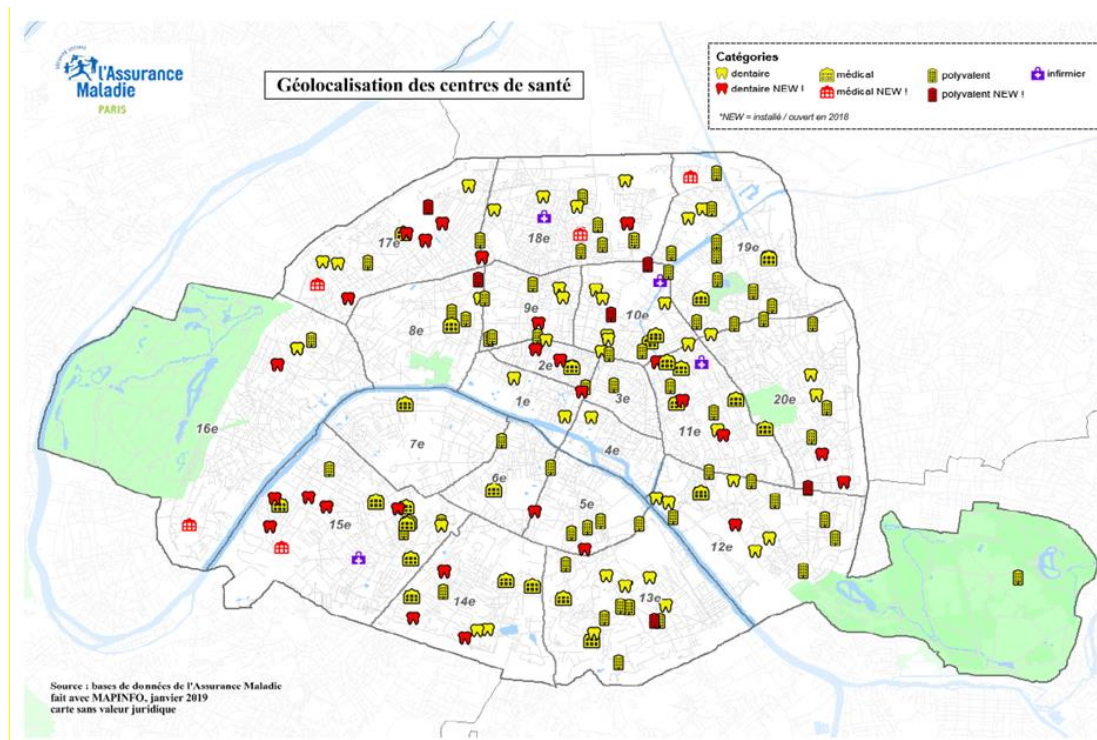 l'Assurance
Maladie
PARIS
Géolocalisation des centres de santé
Catégories
dentaire
médical
polyvalent
infirmier
dentaire NEW !
médical NEW !
polyvalent NEW !
*NEW = installé / ouvert en 2018
17e
18e
19e
9e
10e
8e
2e
1e
3e
20e
16e
7e
11e
4e
6e
5e
15e
12e
14e
13e
Source : bases de données de l'Assurance Maladie
fait avec MAPINFO, janvier 2019
carte sans valeur juridique